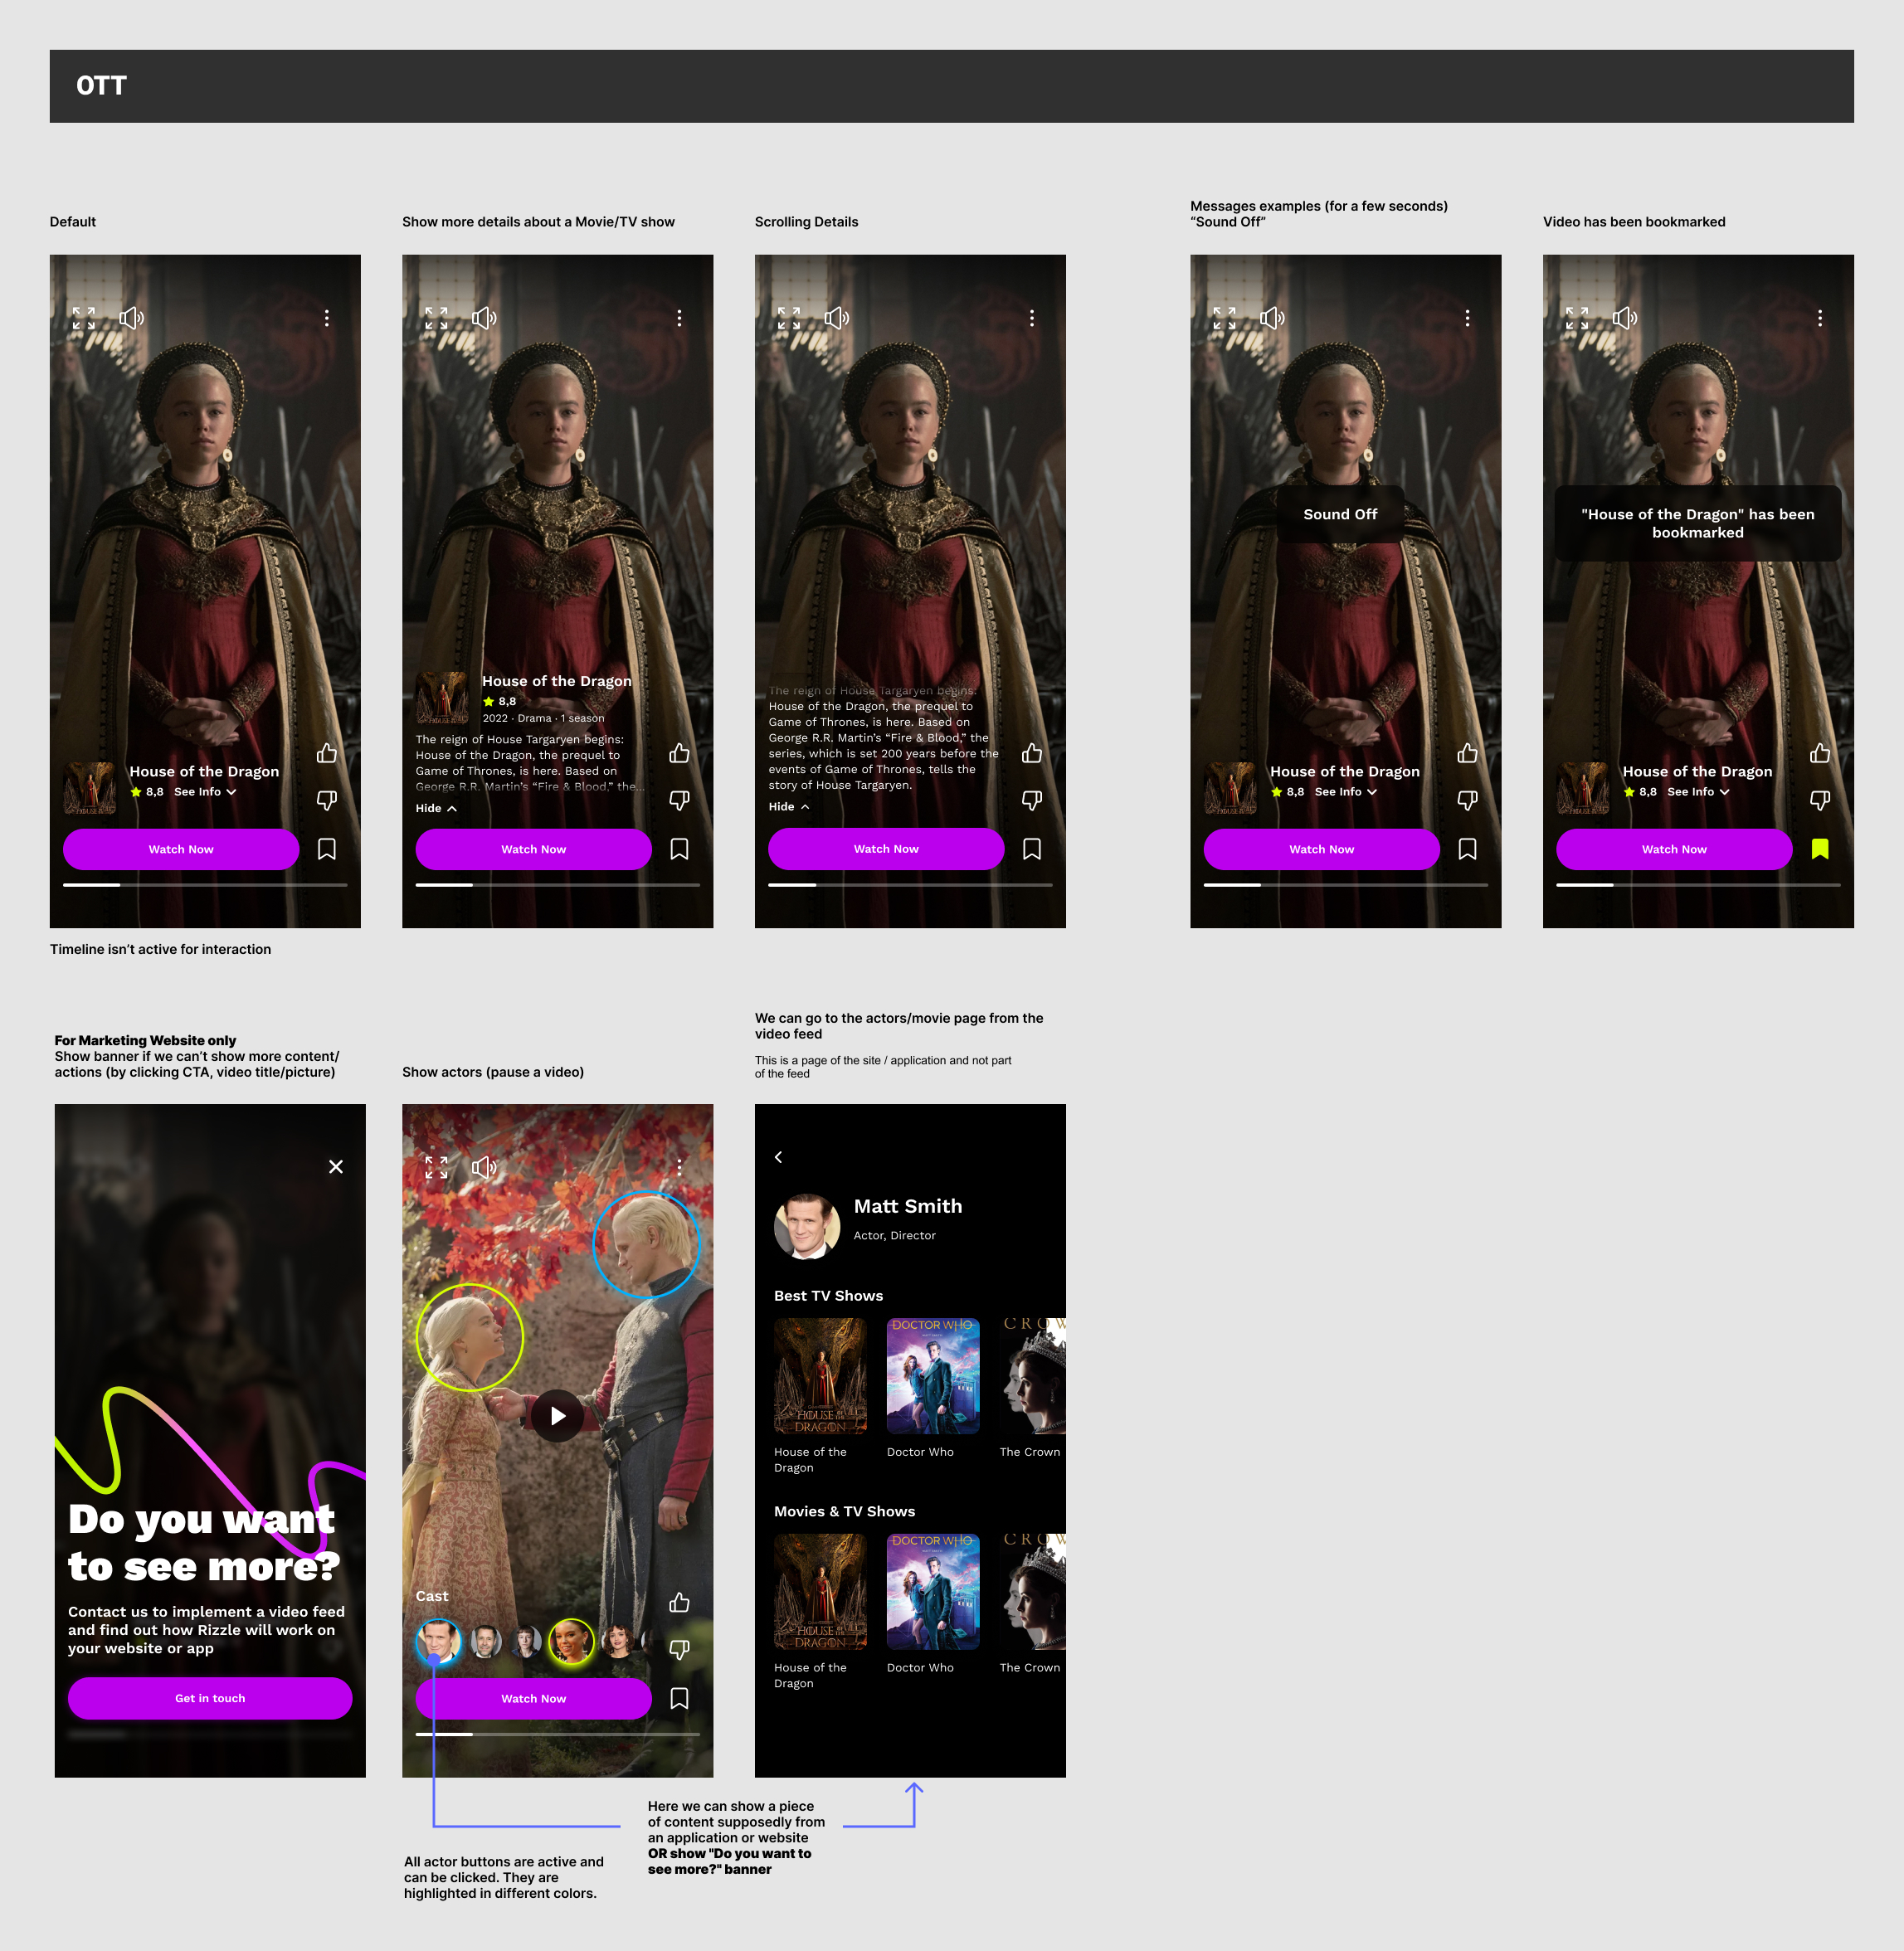 OTT
Default
Show more details about a Movie/TV show
Scrolling Details
Messages examples (for a few seconds)
“Sound Off”
Video has been bookmarked
House of the Dragon
8,8 See Info
Watch Now
Timeline isn’t active for interaction
House of the Dragon
8,8
2022 · Drama · 1 season
The reign of House Targaryen begins:
House of the Dragon, the prequel to
Game of Thrones, is here. Based on
George R.R. Martin’s “Fire & Blood,” the...
Hide
Watch Now
The reign of House Targaryen begins:
House of the Dragon, the prequel to
Game of Thrones, is here. Based on
George R.R. Martin’s “Fire & Blood,” the
series, which is set 200 years before the
events of Game of Thrones, tells the
story of House Targaryen.
Hide
Watch Now
Sound Off
House of the Dragon
8,8 See Info
Watch Now
"House of the Dragon" has been
bookmarked
House of the Dragon
8,8 See Info
Watch Now
For Marketing Website only
Show banner if we can’t show more content/
actions (by clicking CTA, video title/picture)
Show actors (pause a video)
We can go to the actors/movie page from the
video feed
This is a page of the site / application and not part
of the feed
Do you want
to see more?
Contact us to implement a video feed
and find out how Rizzle will work on
your website or app
Get in touch
Cast
Watch Now
Matt Smith
Actor, Director
Best TV Shows
HOUSE OF THE
DRAGON
DOCTOR WHO
CROW
House of the
Dragon
Doctor Who
The Crown
Movies & TV Shows
HOUSE OF THE
DRAGON
DOCTOR WHO
CROW
House of the
Dragon
Doctor Who
The Crown
All actor buttons are active and
can be clicked. They are
highlighted in different colors.
Here we can show a piece
of content supposedly from
an application or website
OR show "Do you want to
see more?" banner